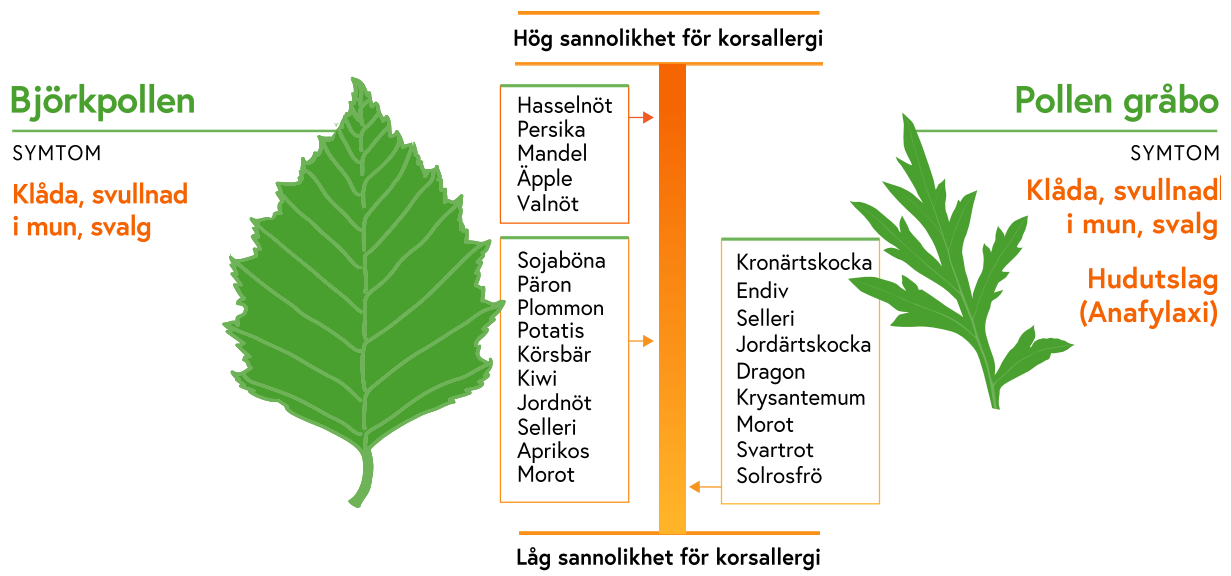 Hög sannolikhet för korsallergi
Björkpollen
SYMTOM
Klåda, svullnad
i mun, svalg
Hasselnöt
Persika
Mandel
Äpple
Valnöt
Sojaböna
Päron
Plommon
Potatis
Körsbär
Kiwi
Jordnöt
Selleri
Aprikos
Morot
Kronärtskocka
Endiv
Selleri
Jordärtskocka
Dragon
Krysantemum
Morot
Svartrot
Solrosfrö
Pollen gråbo
SYMTOM
Klåda, svullnad
i mun, svalg
Hudutslag
(Anafylaxi)
Låg sannolikhet för korsallergi